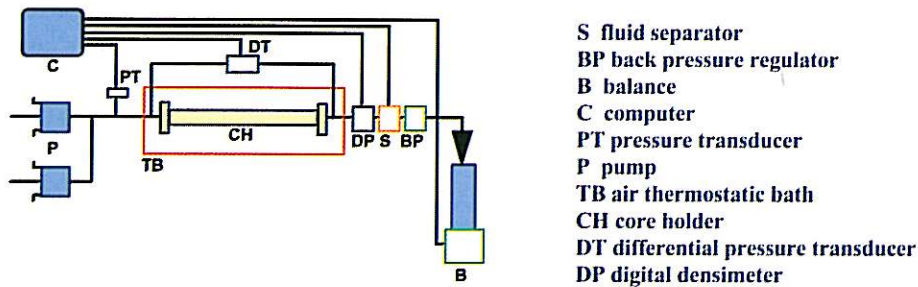 C
DT
PT
P
CH
TB
DP S BP
B
S fluid separator
BP back pressure regulator
B balance
C computer
PT pressure transducer
P pump
TB air thermostatic bath
CH core holder
DT differential pressure transducer
DP digital densimeter